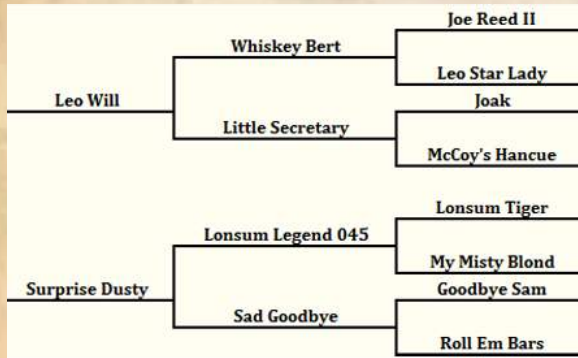 Joe Reed II
Whiskey Bert
Leo Star Lady
Leo Will
Joak
Little Secretary
McCoy's Hancue
Lonsum Tiger
Lonsum Legend 045
My Misty Blond
Surprise Dusty
Goodbye Sam
Sad Goodbye
Roll Em Bars